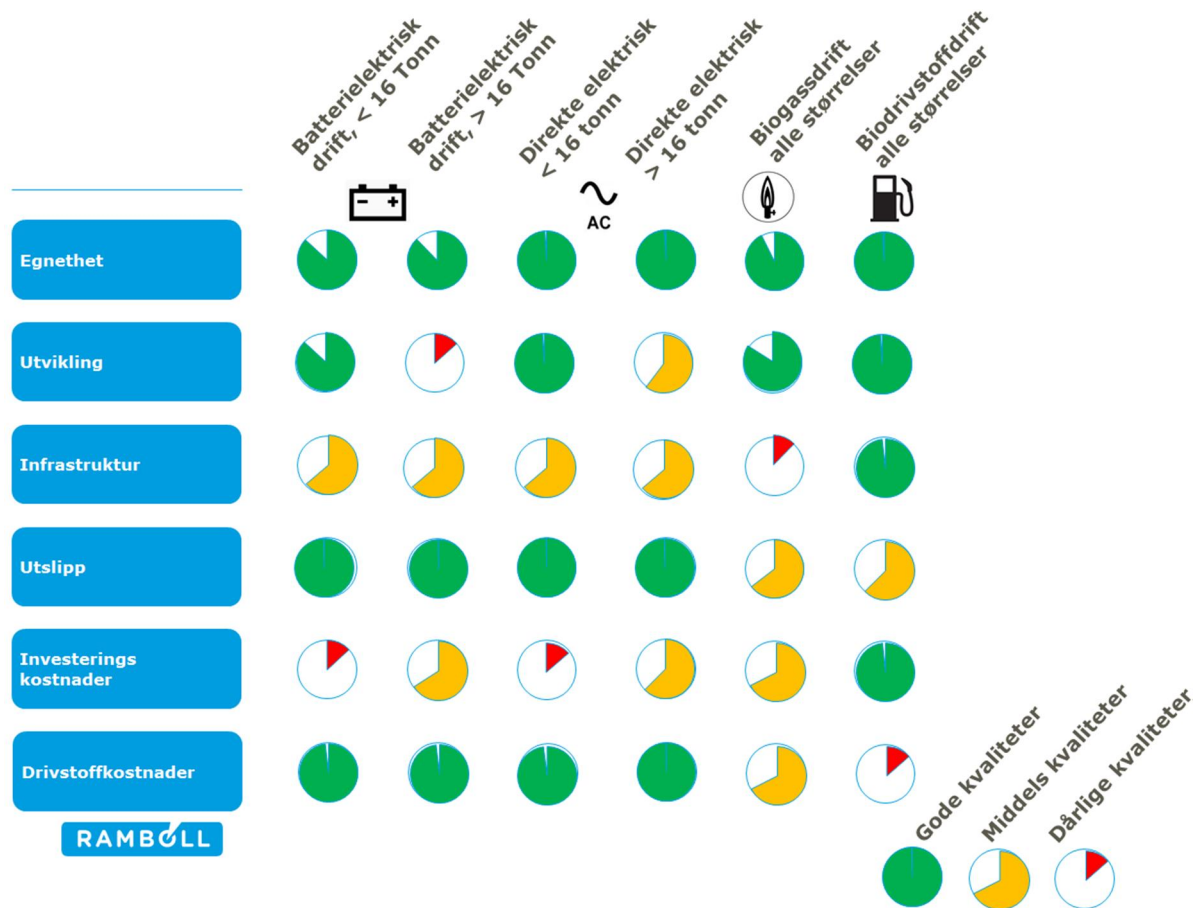 Batterielektrisk
drift, < 16 Tonn
Batterielektrisk
drift, > 16 Tonn
Direkte elektrisk
< 16 tonn
Direkte elektrisk
> 16 tonn
Biogassdrift
alle størrelser
Biodrivstoffdrift
alle størrelser
AC
Egnethet
Utvikling
Infrastruktur
Utslipp
Investerings
kostnader
Drivstoffkostnader
RAMBOLL
Gode kvaliteter
Middels kvaliteter
Dårlige kvaliteter